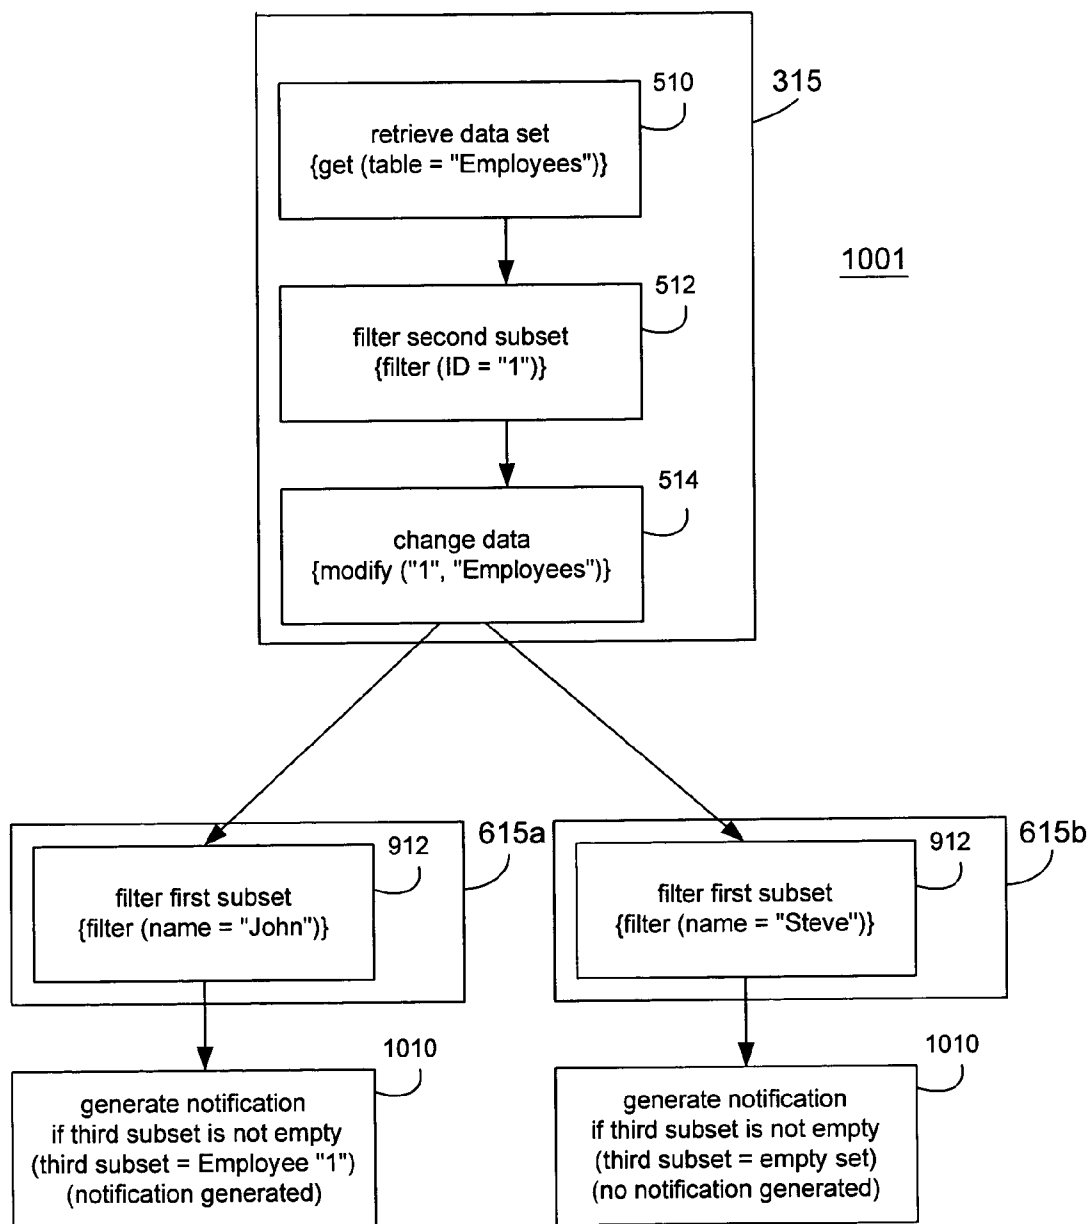 510
315
retrieve data set
{get (table = "Employees")}
1001
512
filter second subset
{filter (ID = "1")}
514
change data
{modify ("1", "Employees")}
912
615a
filter first subset
{filter (name = "John")}
912
615b
filter first subset
{filter (name = "Steve")}
1010
generate notification
if third subset is not empty
(third subset = Employee "1")
(notification generated)
1010
generate notification
if third subset is not empty
(third subset = empty set)
(no notification generated)